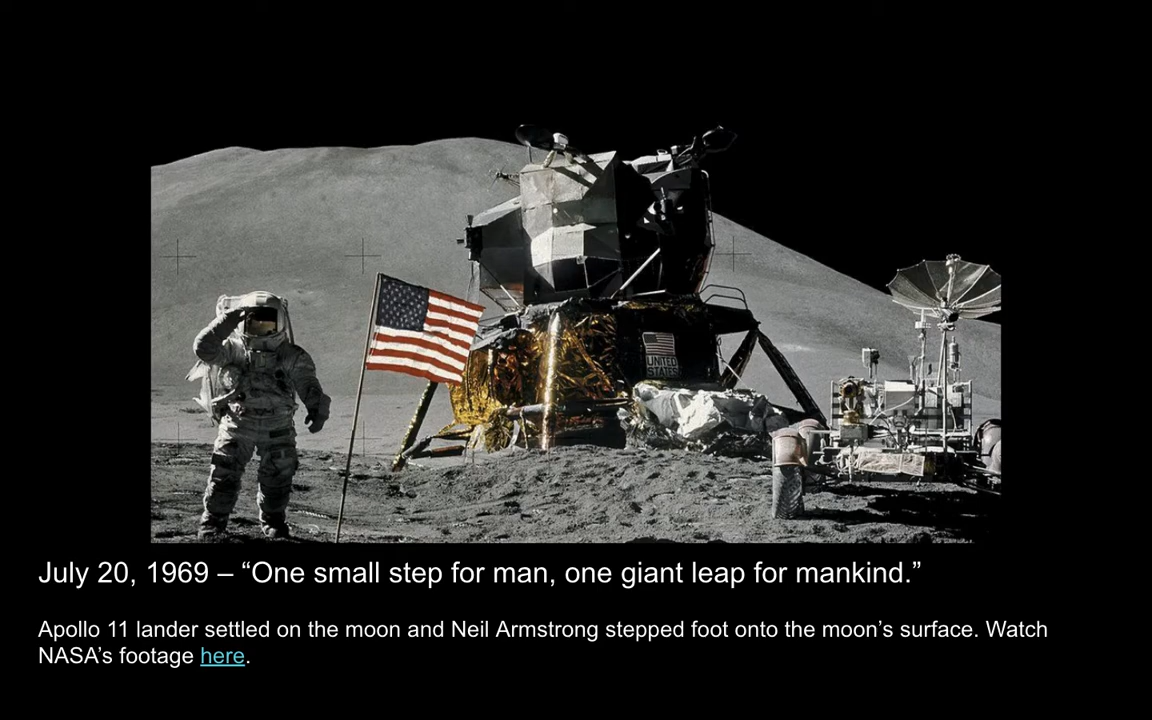 UNITED
STATES
July 20, 1969 – “One small step for man, one giant leap for mankind.”
Apollo 11 lander settled on the moon and Neil Armstrong stepped foot onto the moon’s surface. Watch
NASA’s footage here.